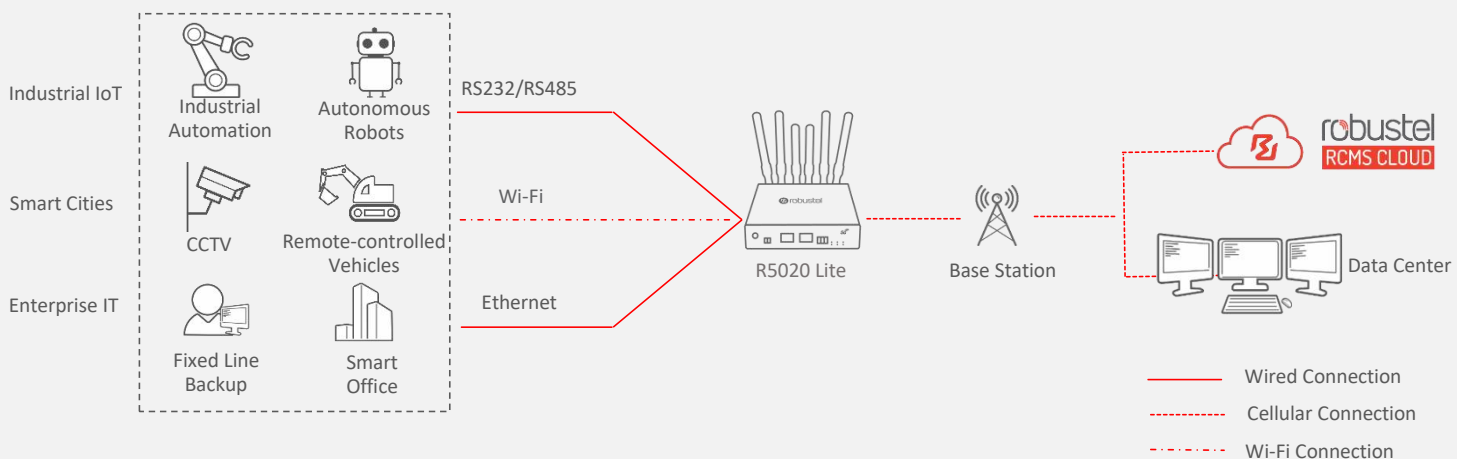 Industrial IoT
Industrial
Automation
Autonomous
Robots
RS232/RS485
Smart Cities
CCTV
Remote-controlled
Vehicles
Wi-Fi
Enterprise IT
Fixed Line
Backup
Smart
Office
Ethernet
robustel
R5020 Lite
Base Station
robustel
RCMS CLOUD
Data Center
Wired Connection
Cellular Connection
Wi-Fi Connection